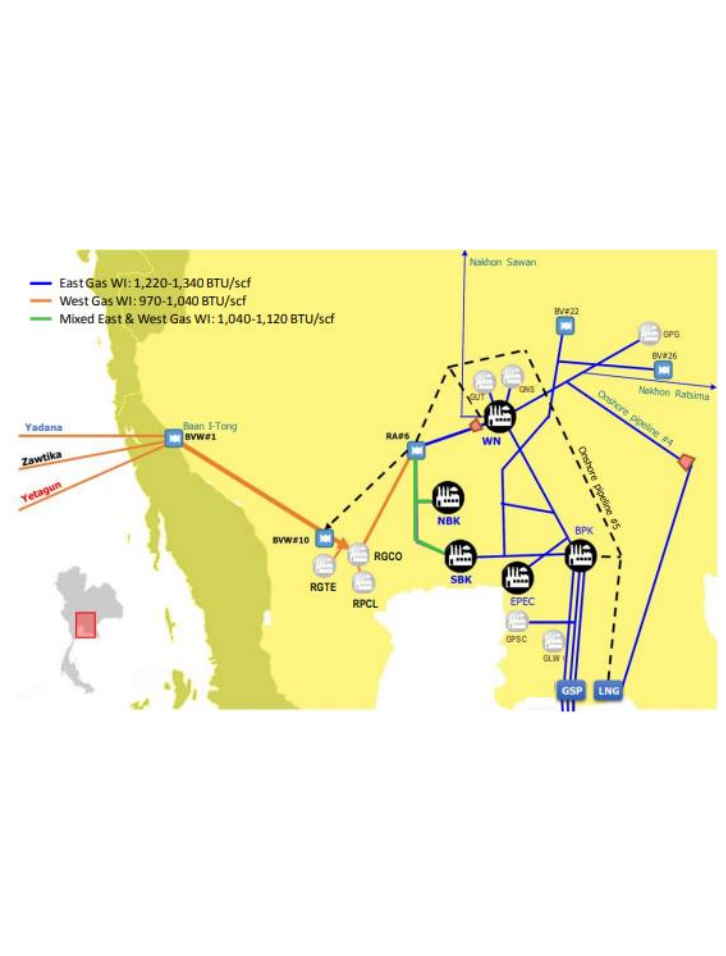 East Gas WI: 1,220-1,340 BTU/scf
West Gas WI: 970-1,040 BTU/scf
Mixed East & West Gas WI: 1,040-1,120 BTU/scf
Nakhon Sawan
BV#22
GPG
BV#26
Nakhon Ratsima
GUT
GNS
Onshore pipeline #4
Yadana
Baan I-Tong
BVW#1
Zawtika
Yetagun
RA#6
WN
Onshore pipeline #5
NBK
BPK
BVW#10
RGCO
SBK
RGTE
RPCL
EPEC
GPSC
GLW
GSP
LNG